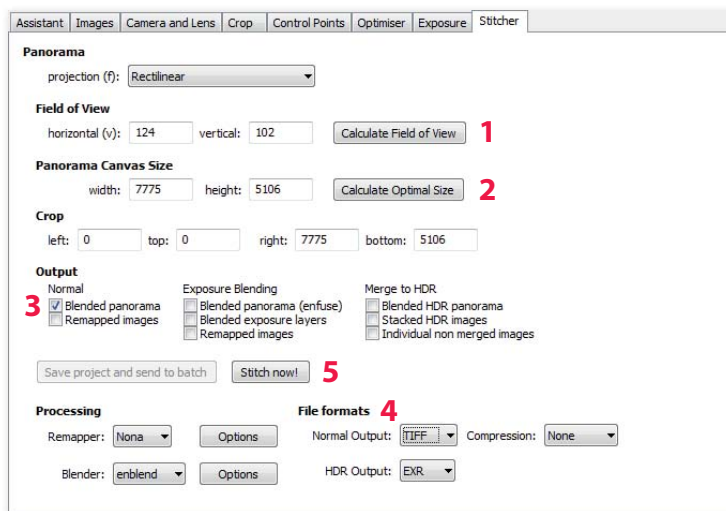 Assistant Images Camera and Lens Crop Control Points Optimiser Exposure Stitcher
Panorama
projection (f): Rectilinear
Field of View
horizontal (v): 124 vertical: 102 Calculate Field of View 1
Panorama Canvas Size
width: 7775 height: 5106 Calculate Optimal Size 2
Crop
left: 0 top: 0 right: 7775 bottom: 5106
Output
Normal Exposure Blending Merge to HDR
3 Blended panorama Blended panorama (enfuse) Blended HDR panorama
Remapped images Blended exposure layers Stacked HDR images
Remapped images Individual non merged images
Save project and send to batch Stitch now! 5
Processing File formats 4
Remapper: Nona Options Normal Output: TIFF Compression: None
Blender: enblend Options HDR Output: EXR